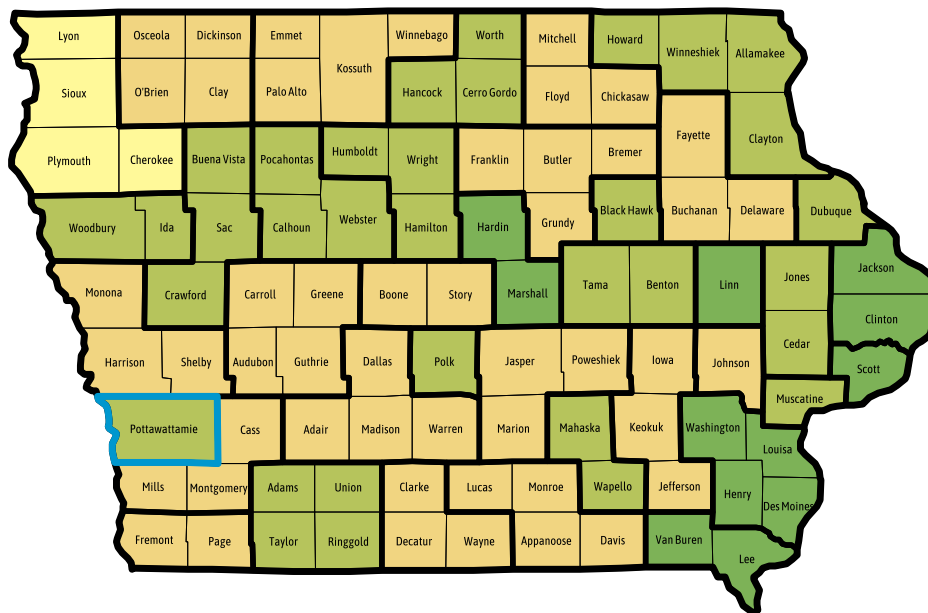 Lyon
Osceola
Dickinson
Emmet
Kossuth
Winnebago
Worth
Mitchell
Howard
Winneshiek
Allamakee
Sioux
O'Brien
Clay
Palo Alto
Hancock
Cerro Gordo
Floyd
Chickasaw
Fayette
Clayton
Plymouth
Cherokee
Buena Vista
Pocahontas
Humboldt
Wright
Franklin
Butler
Bremer
Woodbury
Ida
Sac
Calhoun
Webster
Hamilton
Hardin
Grundy
Black Hawk
Buchanan
Delaware
Dubuque
Monona
Crawford
Carroll
Greene
Boone
Story
Marshall
Tama
Benton
Linn
Jones
Jackson
Clinton
Harrison
Shelby
Audubon
Guthrie
Dallas
Polk
Jasper
Poweshiek
Iowa
Johnson
Cedar
Scott
Muscatine
Pottawattamie
Cass
Adair
Madison
Warren
Marion
Mahaska
Keokuk
Washington
Louisa
Mills
Montgomery
Adams
Union
Clarke
Lucas
Monroe
Wapello
Jefferson
Henry
Des Moines
Fremont
Page
Taylor
Ringgold
Decatur
Wayne
Appanoose
Davis
Van Buren
Lee